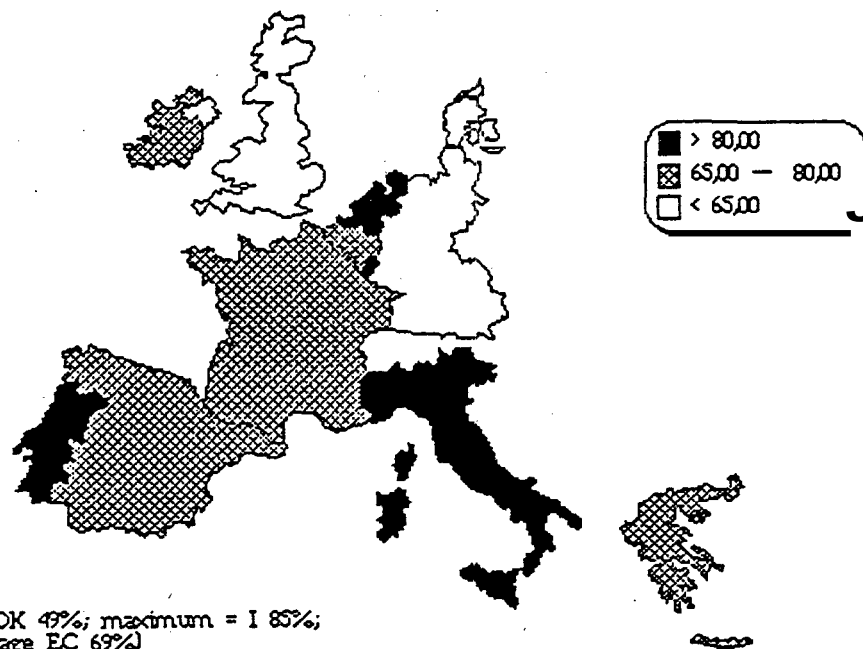 > 80,00
65,00 — 80,00
< 65,00
DK 49%; maximum = I 85%;
EC 69%]